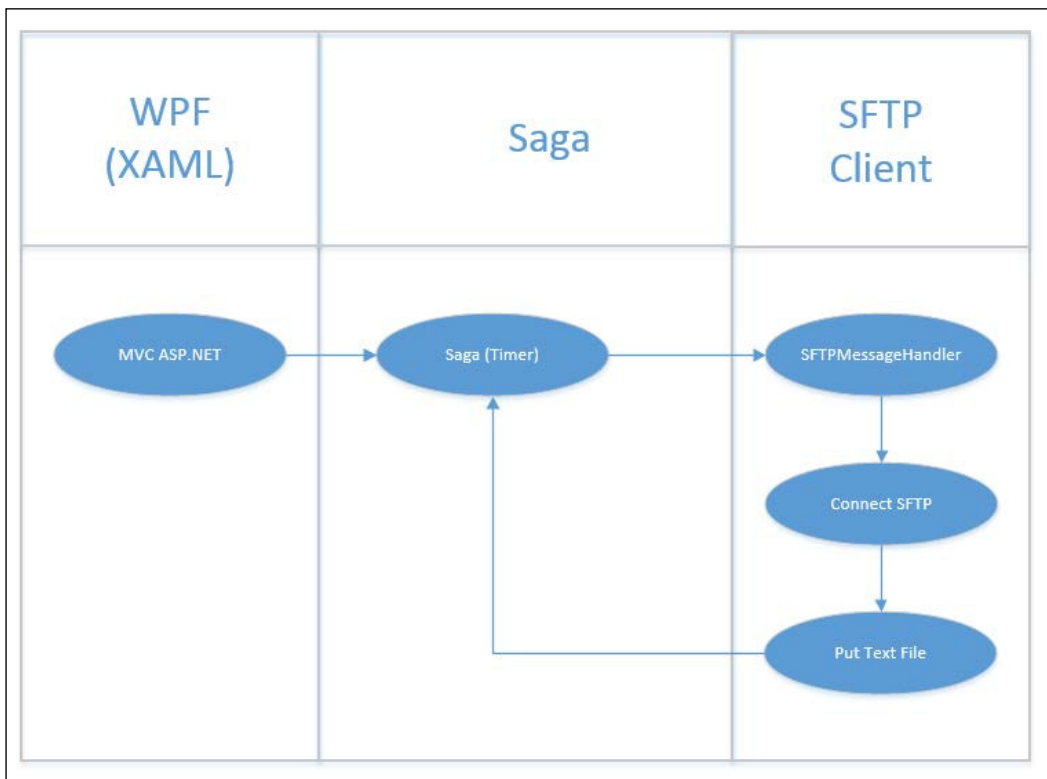 WPF
(XAML)
Saga
SFTP
Client
MVC ASP.NET
Saga (Timer)
SFTPMessageHandler
Connect SFTP
Put Text File